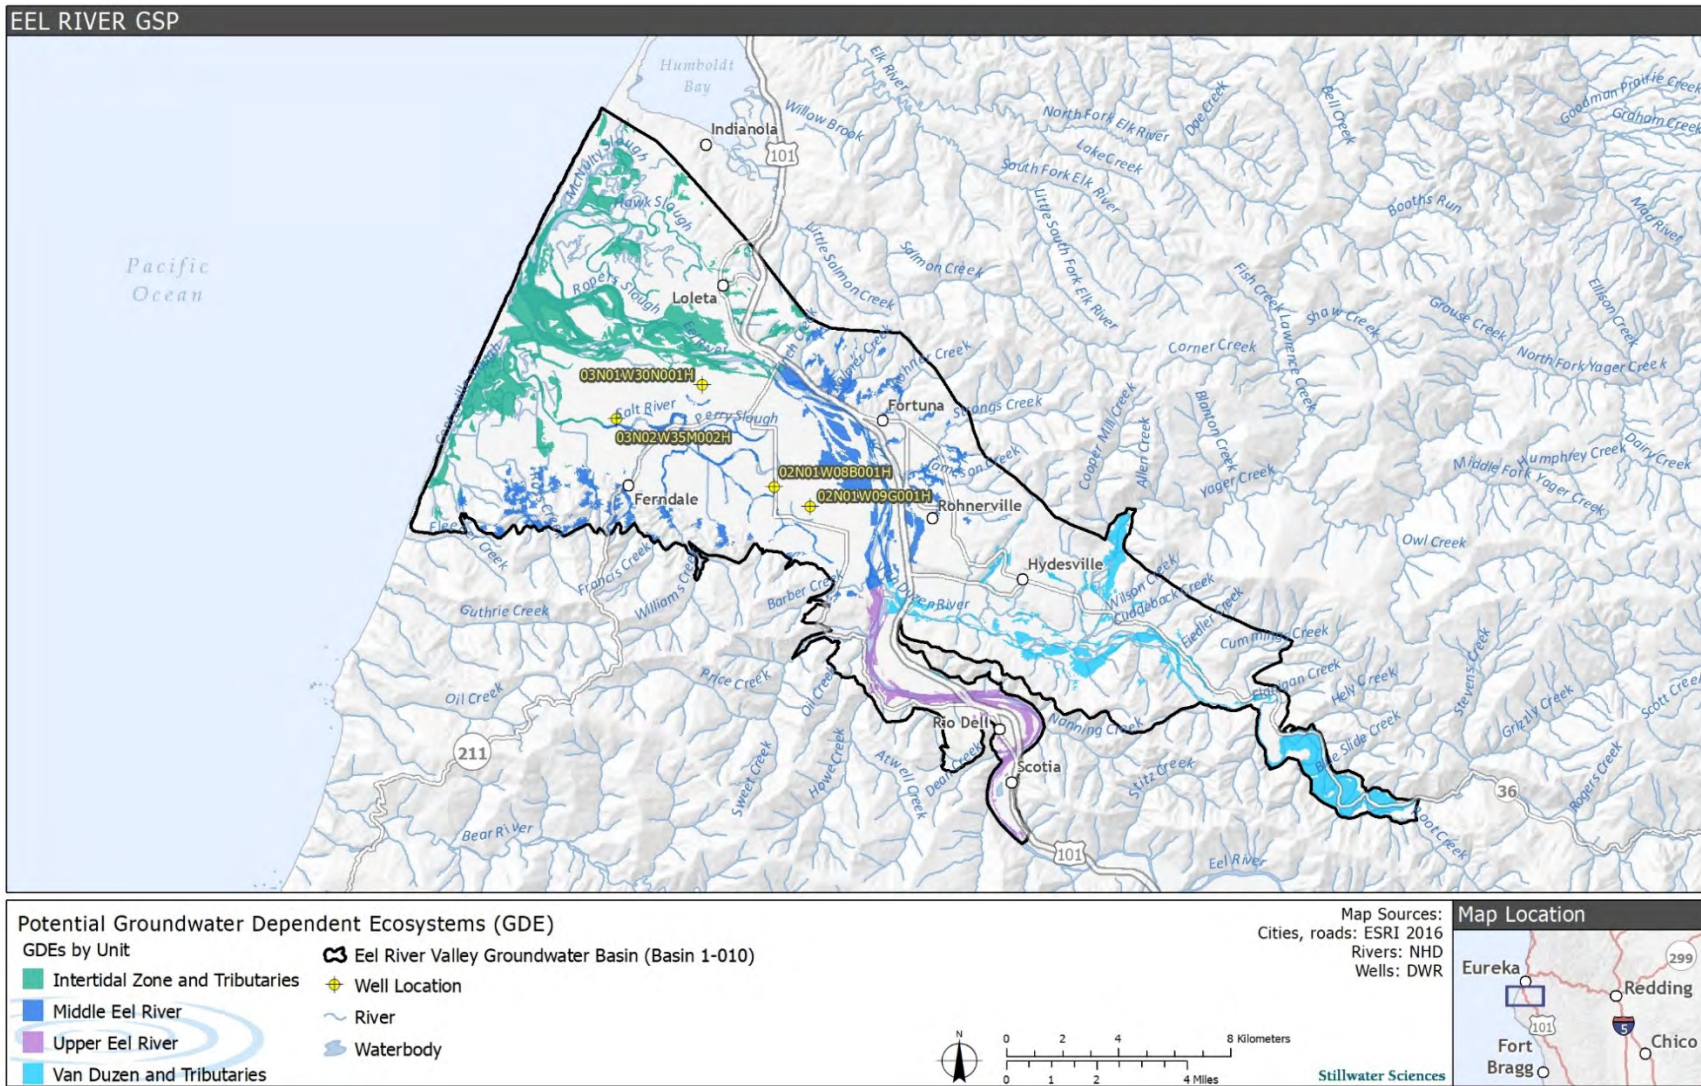 EEL RIVER GSP
Humboldt
Bay
Indianola
101
Willow Brook
Elk River
North Fork Elk River
Doe Creek
Bell Creek
Goodman Prairie Creek
Graham Creek
Lake Creek
South Fork Elk River
Little South Fork Elk River
Booths Run
Mad River
McNulty Slough
Hawk Slough
Little Salmon Creek
Salmon Creek
Pacific
Ocean
Ropers Slough
Loleta
Eel River
Fish Creek
Lawrence Creek
Shaw Creek
Grouse Creek
Ellison Creek
Corner Creek
North Fork Yager Creek
03N01W30N001H
Salt River
Perry Slough
03N02W35M002H
Fortuna
Strongs Creek
Cooper Mill Creek
Allen Creek
Blanton Creek
Yager Creek
Humphrey Creek
Dairy Creek
Middle Fork Yager Creek
02N01W08B001H
02N01W09G001H
Ferndale
Rohnerville
Owl Creek
Hydesville
Francis Creek
Williams Creek
Barber Creek
Guthrie Creek
Wilson Creek
Cuddeback Creek
Fiedler Creek
Cummings Creek
Price Creek
Oil Creek
Oil Creek
Hely Creek
Stevens Creek
Grizzly Creek
Scott Creek
Rio Dell
Nanning Creek
211
Sweet Creek
Howe Creek
Atwell Creek
Dean Creek
Scotia
Stitz Creek
Blue Slide Creek
36
Rogers Creek
Root Creek
Bear River
101
Eel River
Potential Groundwater Dependent Ecosystems (GDE)
GDEs by Unit
Intertidal Zone and Tributaries
Middle Eel River
Upper Eel River
Van Duzen and Tributaries
Eel River Valley Groundwater Basin (Basin 1-010)
Well Location
River
Waterbody
N
0 2 4 8 Kilometers
0 1 2 4 Miles
Map Sources:
Cities, roads: ESRI 2016
Rivers: NHD
Wells: DWR
Stillwater Sciences
Map Location
299
Eureka
Redding
101
5
Chico
Fort
Bragg